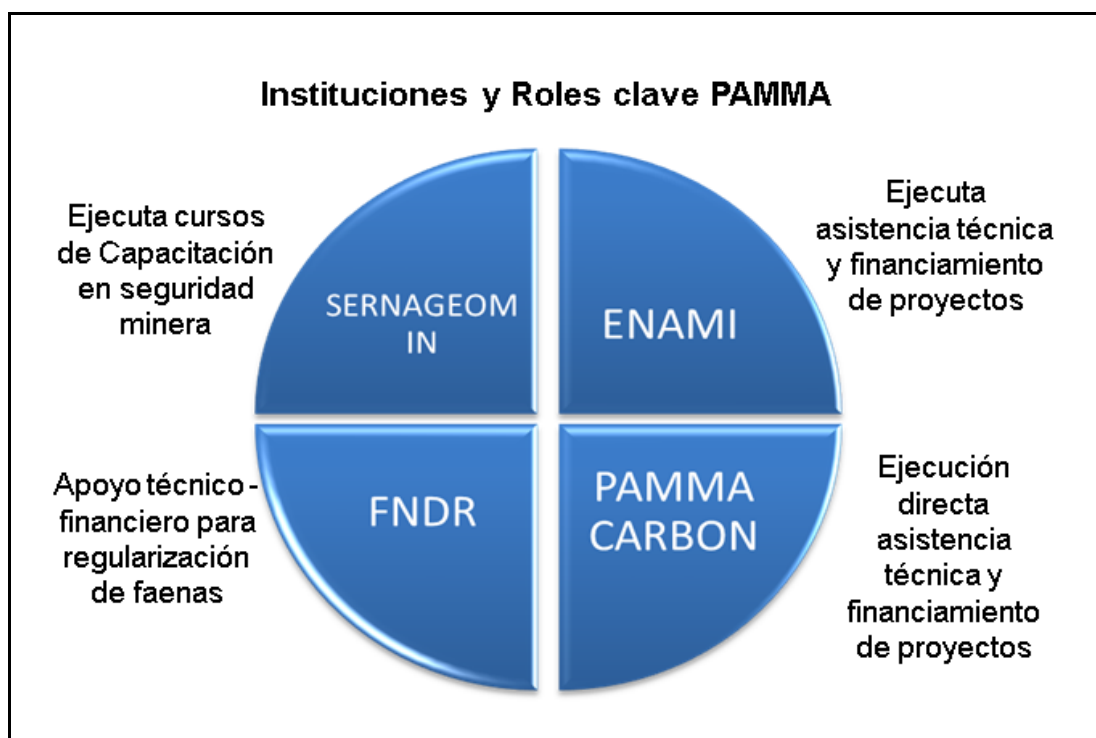 Instituciones y Roles clave PAMMA
Ejecuta cursos
de Capacitación
en seguridad
minera
SERNAGEOM
IN
ENAMI
Ejecuta
asistencia técnica
y financiamiento
de proyectos
Apoyo técnico -
financiero para
regularización
de faenas
FNDR
PAMMA
CARBON
Ejecución
directa
asistencia
técnica y
financiamiento
de proyectos